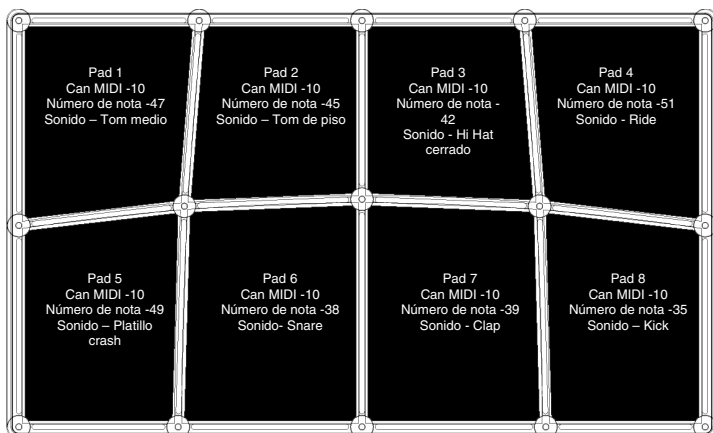 Pad 1
Can MIDI -10
Número de nota -47
Sonido – Tom medio
Pad 2
Can MIDI -10
Número de nota -45
Sonido – Tom de piso
Pad 3
Can MIDI -10
Número de nota -
42
Sonido - Hi Hat
cerrado
Pad 4
Can MIDI -10
Número de nota -51
Sonido - Ride
Pad 5
Can MIDI -10
Número de nota -49
Sonido – Platillo
crash
Pad 6
Can MIDI -10
Número de nota -38
Sonido- Snare
Pad 7
Can MIDI -10
Número de nota -39
Sonido - Clap
Pad 8
Can MIDI -10
Número de nota -35
Sonido – Kick